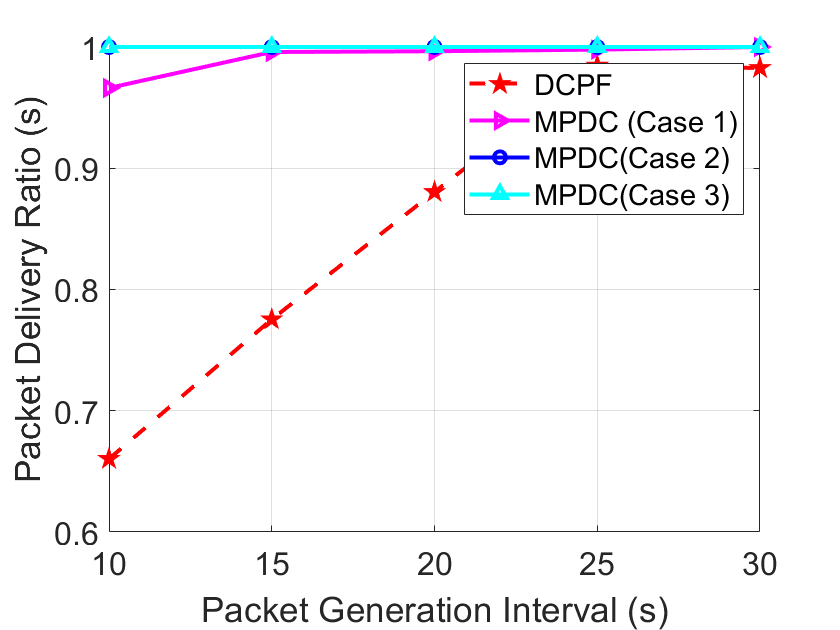 1
0.9
0.8
0.7
0.6
10 15 20 25 30
Packet Delivery Ratio (s)
Packet Generation Interval (s)
DCPF
MPDC (Case 1)
MPDC(Case 2)
MPDC(Case 3)